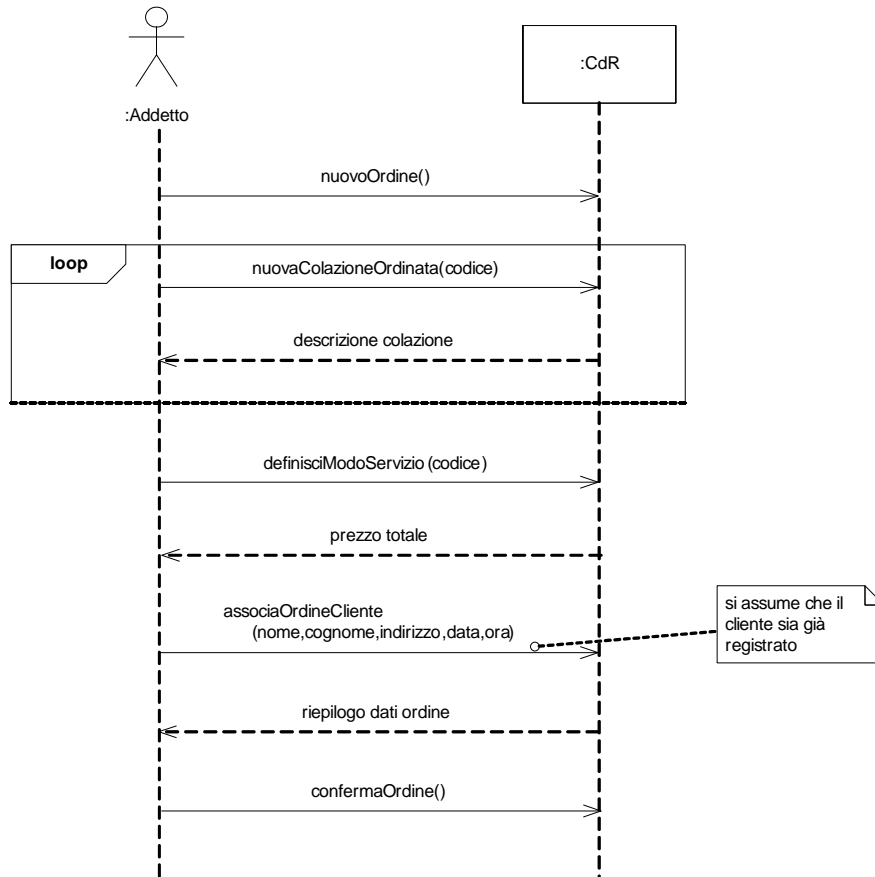 :Addetto
:CdR
nuovoOrdine()
loop
nuovaColazioneOrdinata(codice)
descrizione colazione
definisciModoServizio (codice)
prezzo totale
associaOrdineCliente
(nome,cognome,indirizzo,data,ora)
si assume che il
cliente sia già
registrato
riepilogo dati ordine
confermaOrdine()